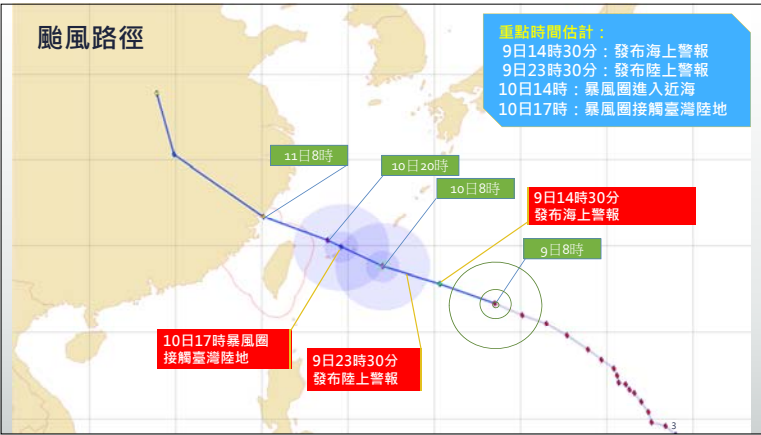 颱風路徑
重點時間估計：
9日14時30分：發布海上警報
9日23時30分：發布陸上警報
10日14時：暴風圈進入近海
10日17時：暴風圈接觸臺灣陸地
11日8時
10日20時
10日8時
9日14時30分
發布海上警報
9日8時
10日17時暴風圈
接觸臺灣陸地
9日23時30分
發布陸上警報
3